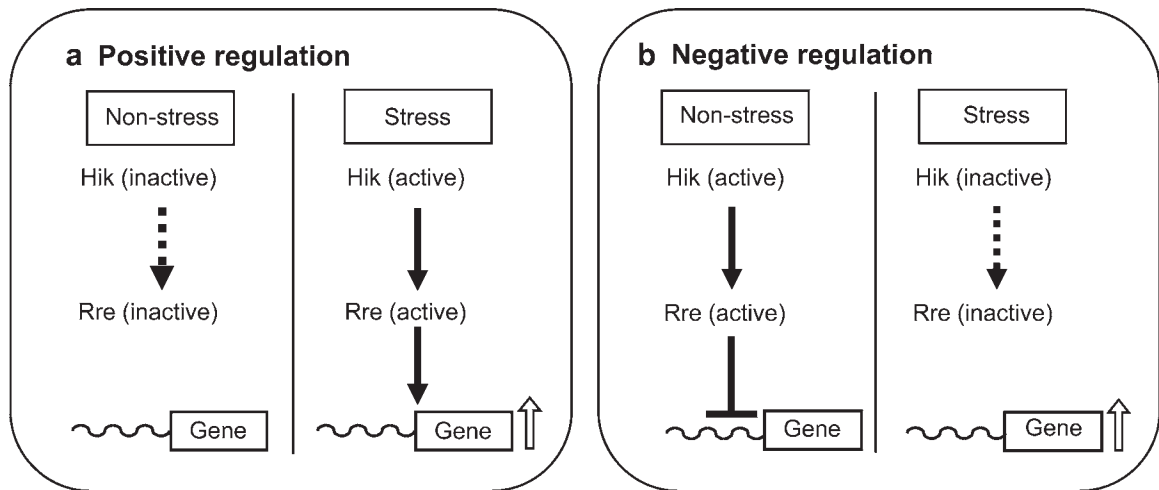 a Positive regulation
Non-stress
Hik (inactive)
Rre (inactive)
Gene
Stress
Hik (active)
Rre (active)
Gene
b Negative regulation
Non-stress
Hik (active)
Rre (active)
Gene
Stress
Hik (inactive)
Rre (inactive)
Gene